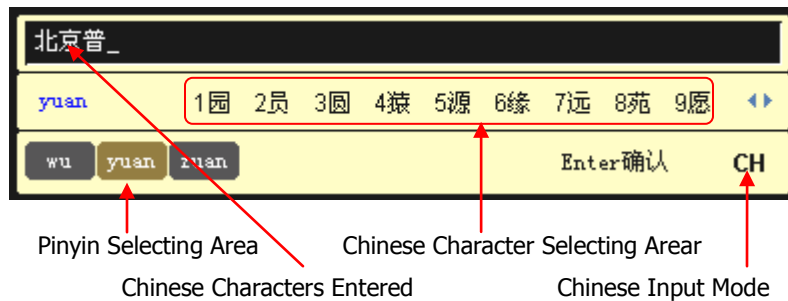 北京普_
yuan 1园 2员 3圆 4猿 5源 6缘 7远 8苑 9愿
wu yuan zuan Enter确认 CH
Pinyin Selecting Area Chinese Character Selecting Arear
Chinese Characters Entered Chinese Input Mode